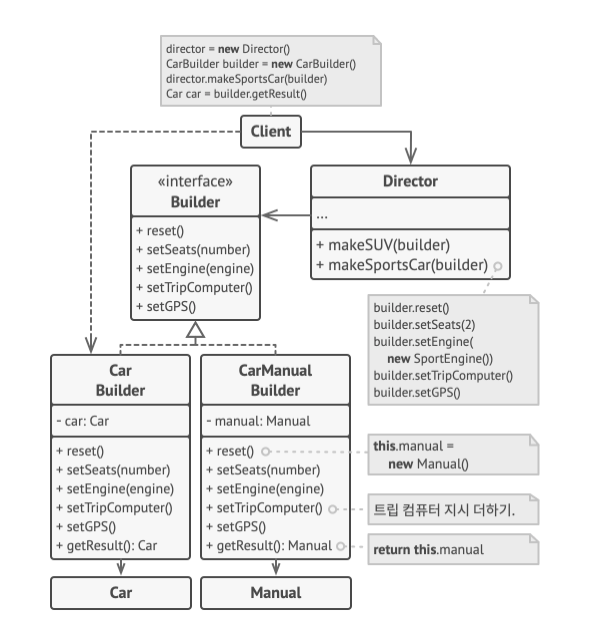 director = new Director()
CarBuilder builder = new CarBuilder()
director.makeSportsCar(builder)
Car car = builder.getResult()
Client
«interface»
Builder
+ reset()
+ setSeats(number)
+ setEngine(engine)
+ setTripComputer()
+ setGPS()
Director
...
+ makeSUV(builder)
+ makeSportsCar(builder)
builder.reset()
builder.setSeats(2)
builder.setEngine(
new SportEngine())
builder.setTripComputer()
builder.setGPS()
Car
Builder
- car: Car
+ reset()
+ setSeats(number)
+ setEngine(engine)
+ setTripComputer()
+ setGPS()
+ getResult(): Car
CarManual
Builder
- manual: Manual
+ reset()
+ setSeats(number)
+ setEngine(engine)
+ setTripComputer()
+ setGPS()
+ getResult(): Manual
this.manual =
new Manual()
트립 컴퓨터 지시 더하기.
return this.manual
Car
Manual